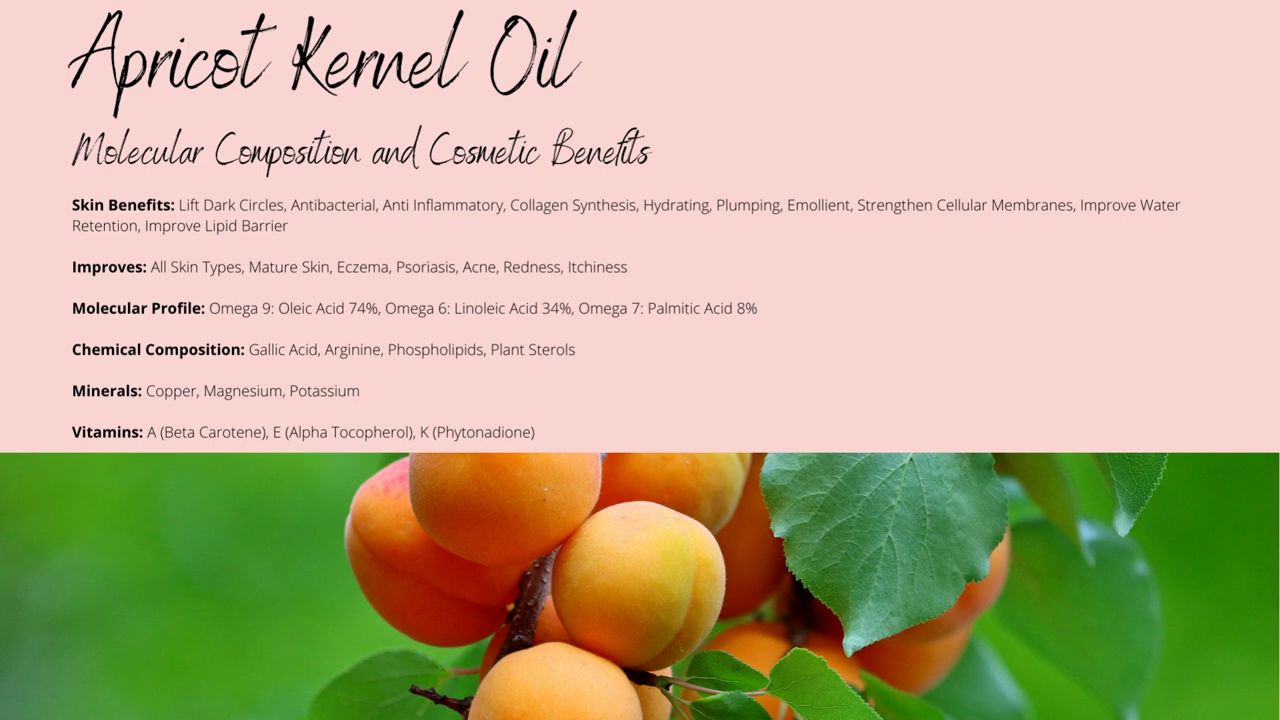 Apricot Kernel Oil
Molecular Composition and Cosmetic Benefits
Skin Benefits: Lift Dark Circles, Antibacterial, Anti Inflammatory, Collagen Synthesis, Hydrating, Plumping, Emollient, Strengthen Cellular Membranes, Improve Water
Retention, Improve Lipid Barrier
Improves: All Skin Types, Mature Skin, Eczema, Psoriasis, Acne, Redness, Itchiness
Molecular Profile: Omega 9: Oleic Acid 74%, Omega 6: Linoleic Acid 34%, Omega 7: Palmitic Acid 8%
Chemical Composition: Gallic Acid, Arginine, Phospholipids, Plant Sterols
Minerals: Copper, Magnesium, Potassium
Vitamins: A (Beta Carotene), E (Alpha Tocopherol), K (Phytonadione)